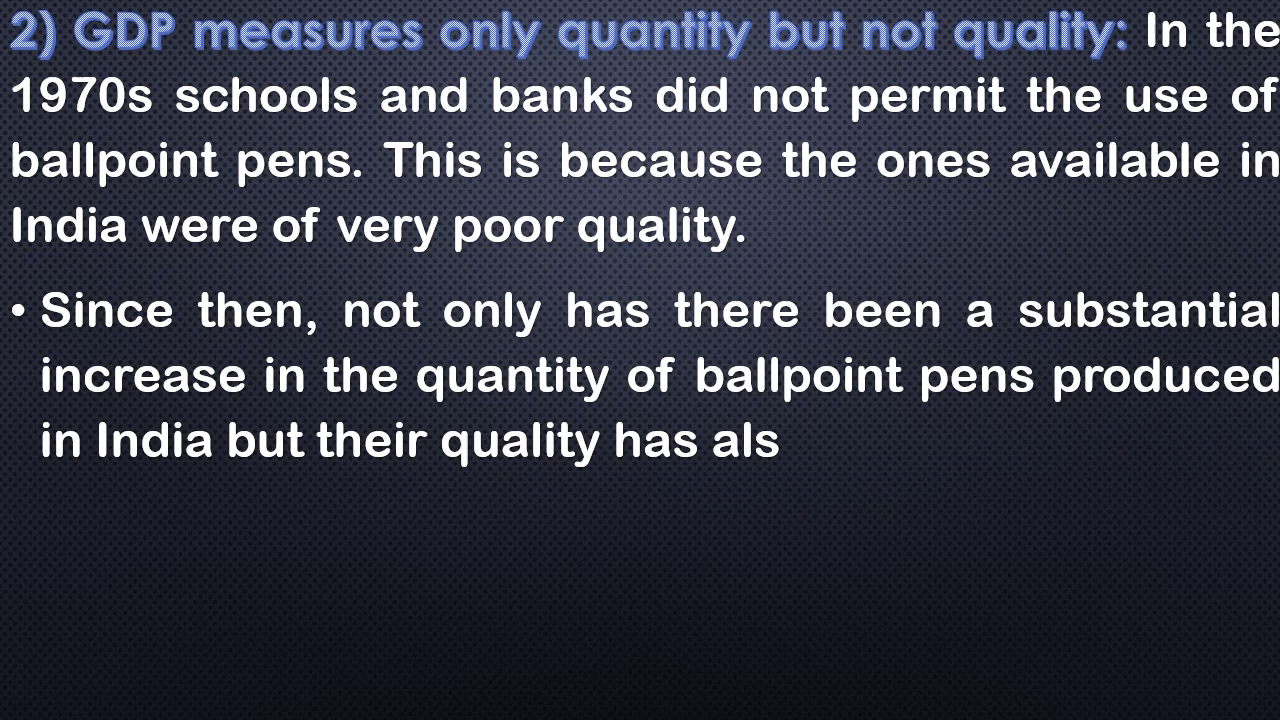 2) GDP measures only quantity but not quality: In the
1970s schools and banks did not permit the use of
ballpoint pens. This is because the ones available in
India were of very poor quality.
• Since then, not only has there been a substantial
increase in the quantity of ballpoint pens produced
in India but their quality has als